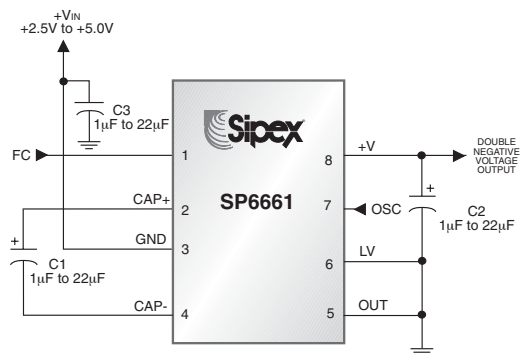 +VIN
+2.5V to +5.0V
C3
1μF to 22μF
Sipex
FC
1
8
+V
DOUBLE
NEGATIVE
VOLTAGE
OUTPUT
CAP+
2
SP6661
7
OSC
+
C2
1μF to 22μF
GND
3
+
C1
1μF to 22μF
6
LV
CAP-
4
5
OUT